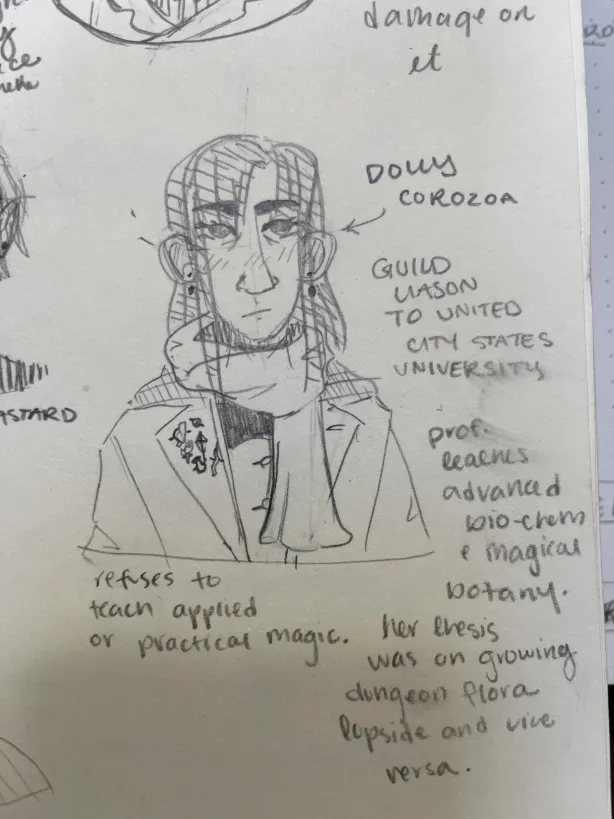 damage on
it
DOLLY
COROZOA
GUILD
LIASON
TO UNITED
CITY STATES
UNIVERSITY
ASTARD
prof.
teaches
advanced
bio-chem
& magical
botany.
refuses to
teach applied
or practical magic.
her thesis
was on growing
dungeon flora
topside and vice
versa.